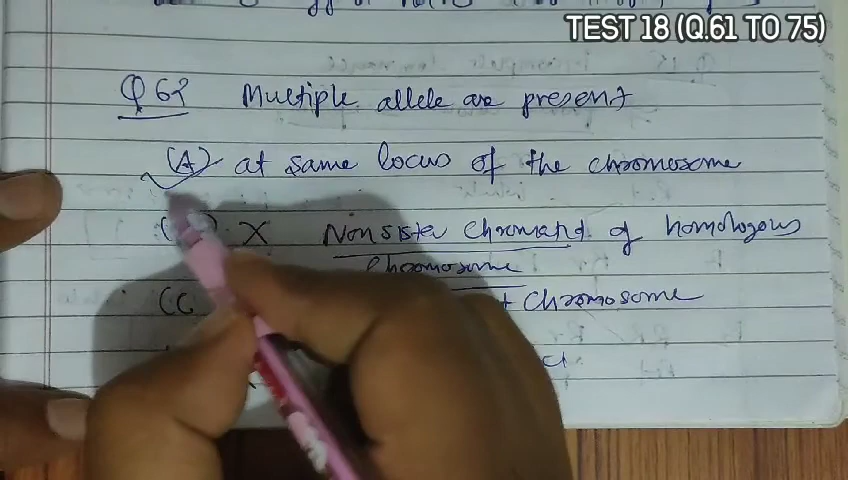 TEST 18 (Q.61 TO 75)
Q 62 Multiple allele are present
(A) at same locus of the chromosome
( ) X Nonsister chromatid of homologous
Chromosome
(C + chromosome